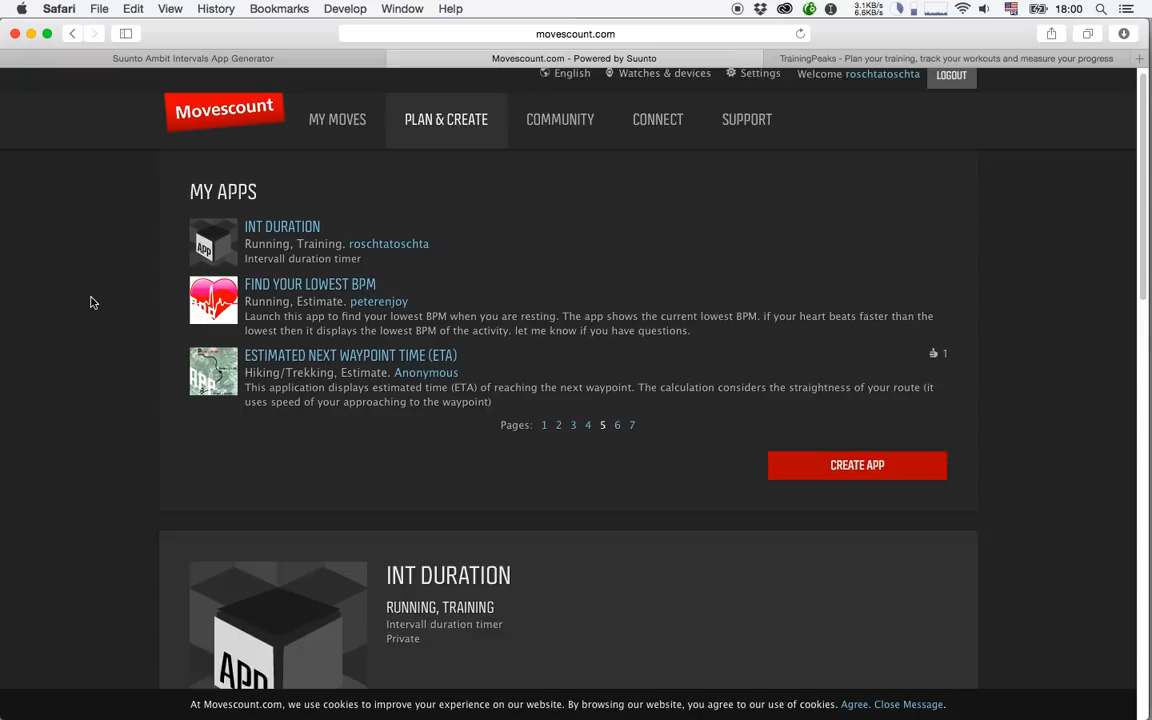 Safari File Edit View History Bookmarks Develop Window Help 3.1KB/s 6.6KB/s 18:00
movescount.com
Suunto Ambit Intervals App Generator Movescount.com - Powered by Suunto TrainingPeaks - Plan your training, track your workouts and measure your progress
English Watches & devices Settings Welcome roschtatoschta LOGOUT
Movescount MY MOVES PLAN & CREATE COMMUNITY CONNECT SUPPORT
MY APPS
INT DURATION
Running, Training. roschtatoschta
Intervall duration timer
FIND YOUR LOWEST BPM
Running, Estimate. peterenjoy
Launch this app to find your lowest BPM when you are resting. The app shows the current lowest BPM. if your heart beats faster than the
lowest then it displays the lowest BPM of the activity. let me know if you have questions.
ESTIMATED NEXT WAYPOINT TIME (ETA) 1
Hiking/Trekking, Estimate. Anonymous
This application displays estimated time (ETA) of reaching the next waypoint. The calculation considers the straightness of your route (it
uses speed of your approaching to the waypoint)
Pages: 1 2 3 4 5 6 7
CREATE APP
INT DURATION
RUNNING, TRAINING
Intervall duration timer
Private
APP
At Movescount.com, we use cookies to improve your experience on our website. By browsing our website, you agree to our use of cookies. Agree. Close Message.